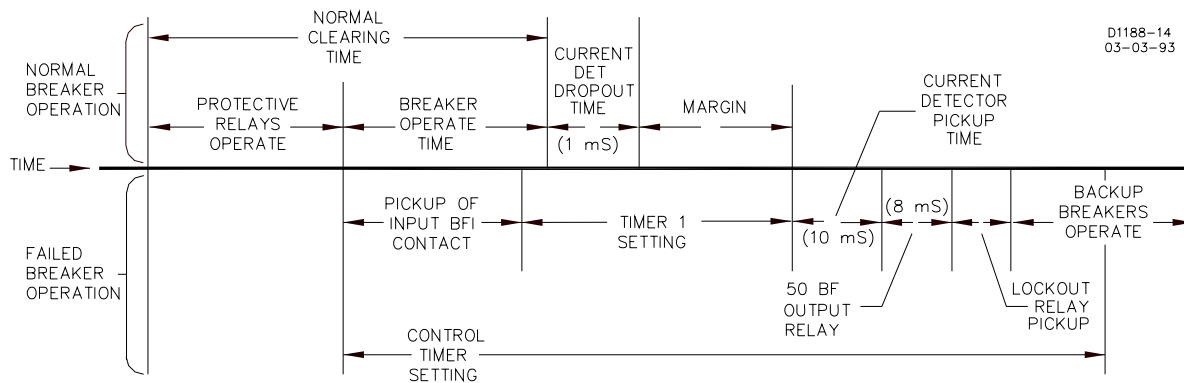 NORMAL
CLEARING
TIME
D1188-14
03-03-93
NORMAL
BREAKER
OPERATION
CURRENT
DET
DROPOUT
TIME
(1 mS)
PROTECTIVE
RELAYS
OPERATE
BREAKER
OPERATE
TIME
MARGIN
CURRENT
DETECTOR
PICKUP
TIME
TIME
FAILED
BREAKER
OPERATION
PICKUP OF
INPUT BFI
CONTACT
TIMER 1
SETTING
(10 mS)
(8 mS)
BACKUP
BREAKERS
OPERATE
50 BF
OUTPUT
RELAY
LOCKOUT
RELAY
PICKUP
CONTROL
TIMER
SETTING